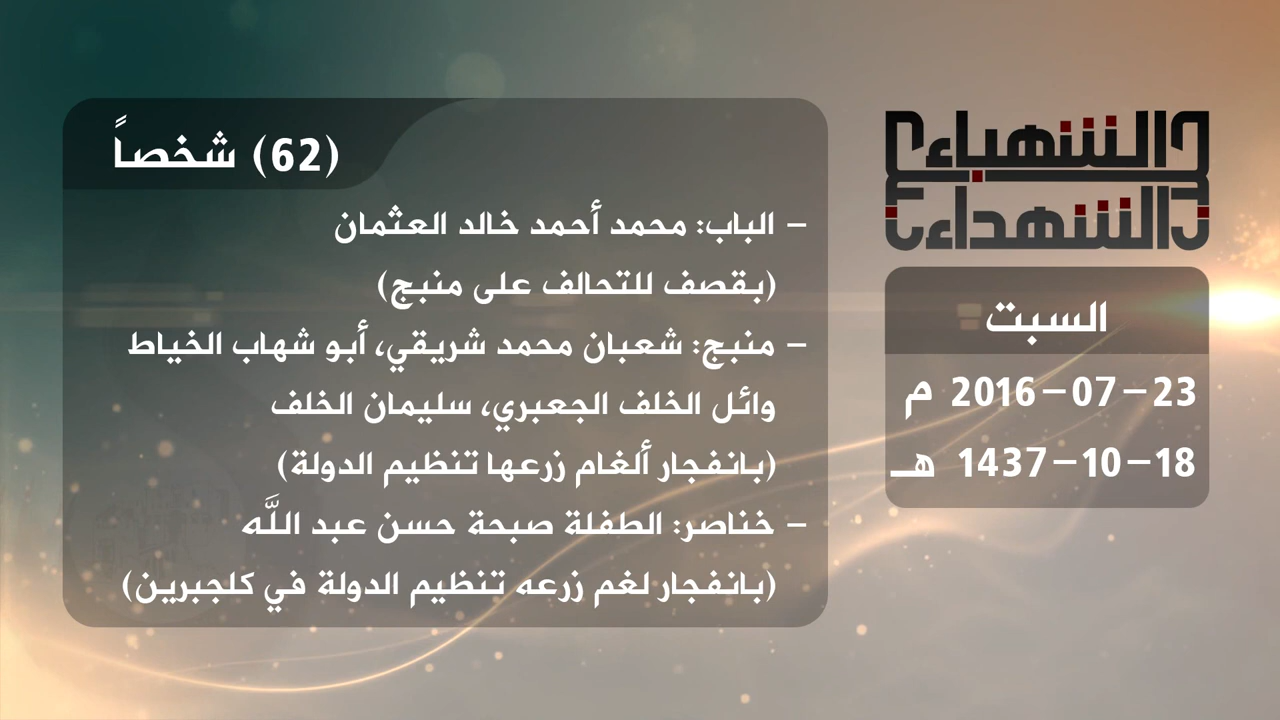 والشهباء
والشهداء
السبت
23-07-2016 م
18-10-1437 هـ
(62) شخصاً
- الباب: محمد أحمد خالد العثمان
(بقصف للتحالف على منبج)
- منبج: شعبان محمد شريقي، أبو شهاب الخياط
وائل الخلف الجعبري، سليمان الخلف
(بانفجار ألغام زرعها تنظيم الدولة)
- خناصر: الطفلة صبحة حسن عبد اللَّه
(بانفجار لغم زرعه تنظيم الدولة في كلجبرين)